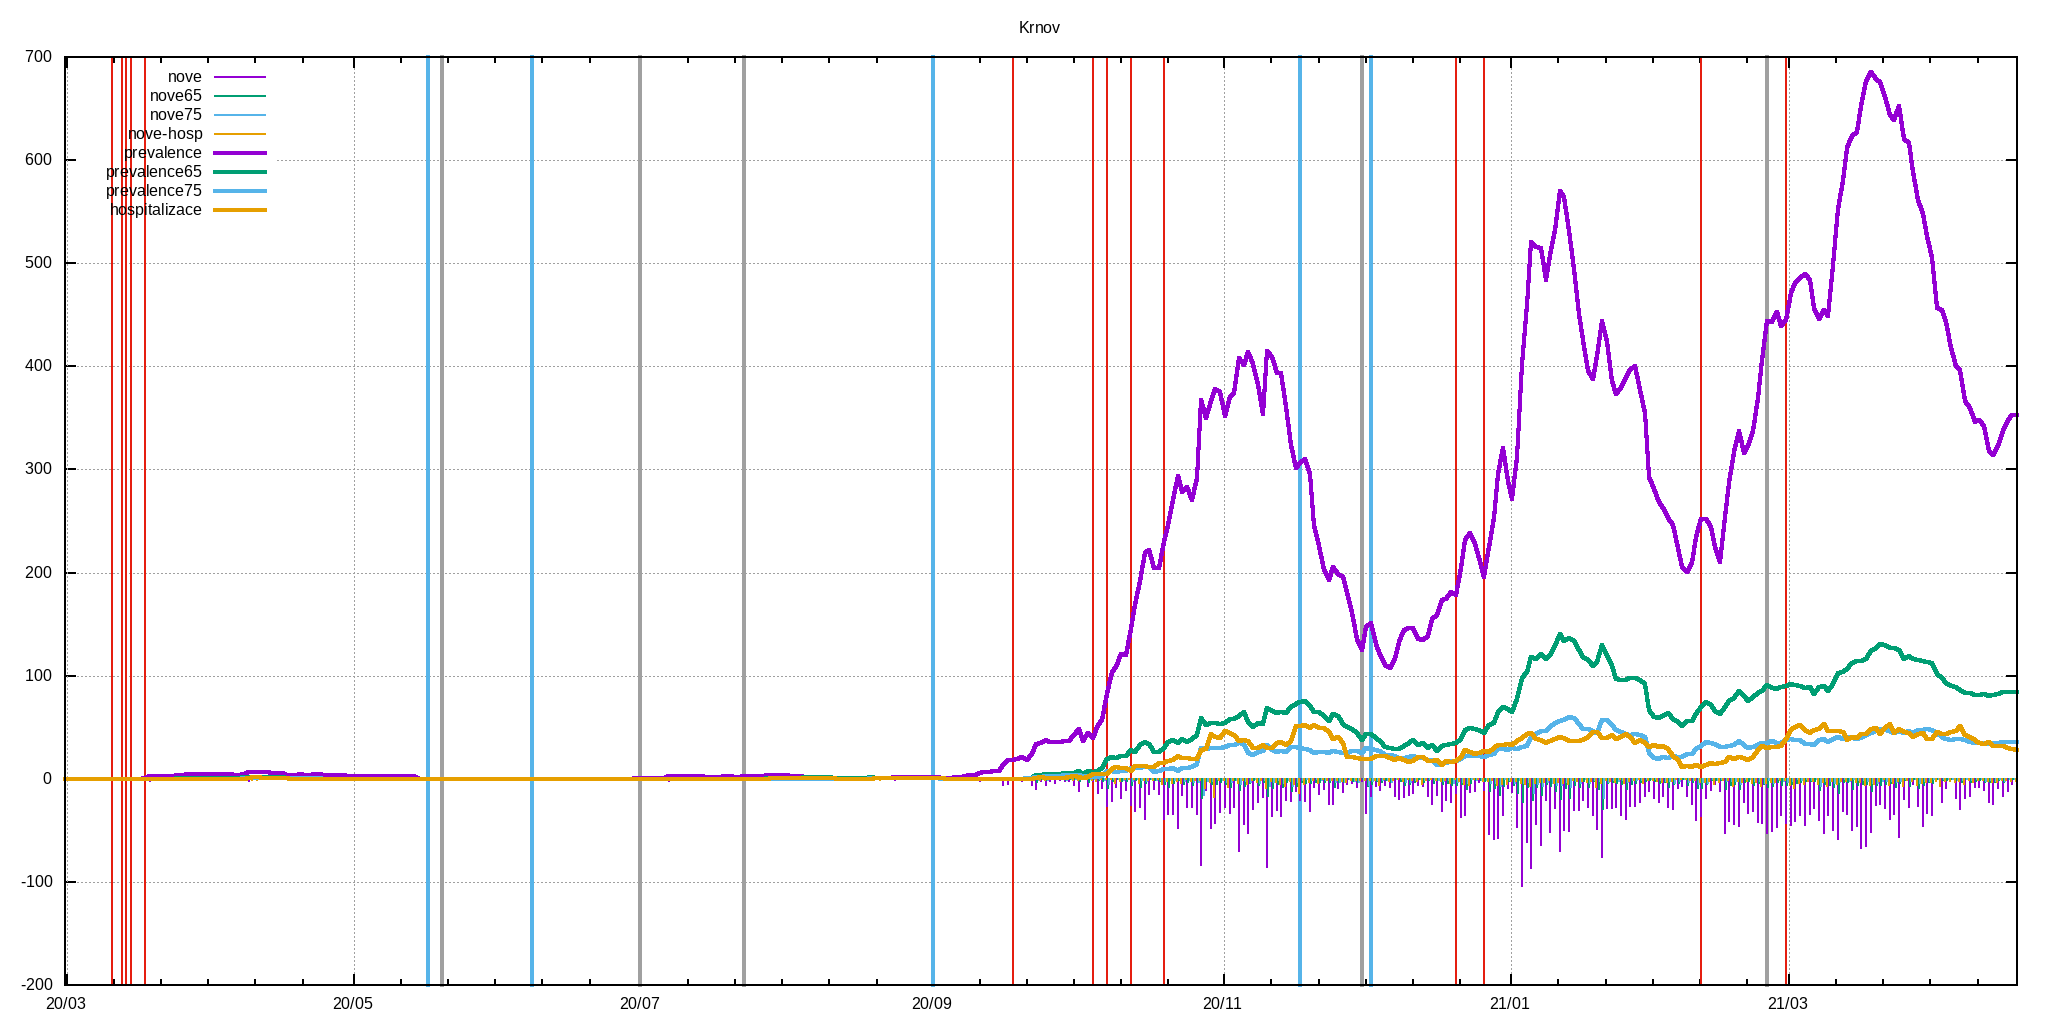 Krnov
700
nove
nove65
600
nove75
nove-hosp
prevalence
prevalence65
prevalence75
hospitalizace
500
400
300
200
100
0
-100
-200
20/03 20/05 20/07 20/09 20/11 21/01 21/03